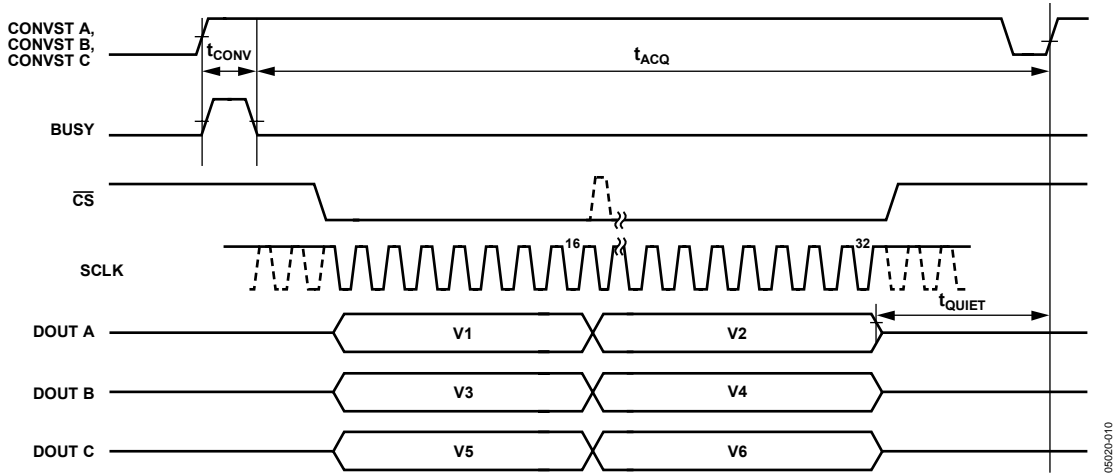 CONVST A,
CONVST B,
CONVST C
tCONV
tACQ
BUSY
CS
SCLK
16
32
tQUIET
DOUT A
V1
V2
DOUT B
V3
V4
DOUT C
V5
V6
05020-010